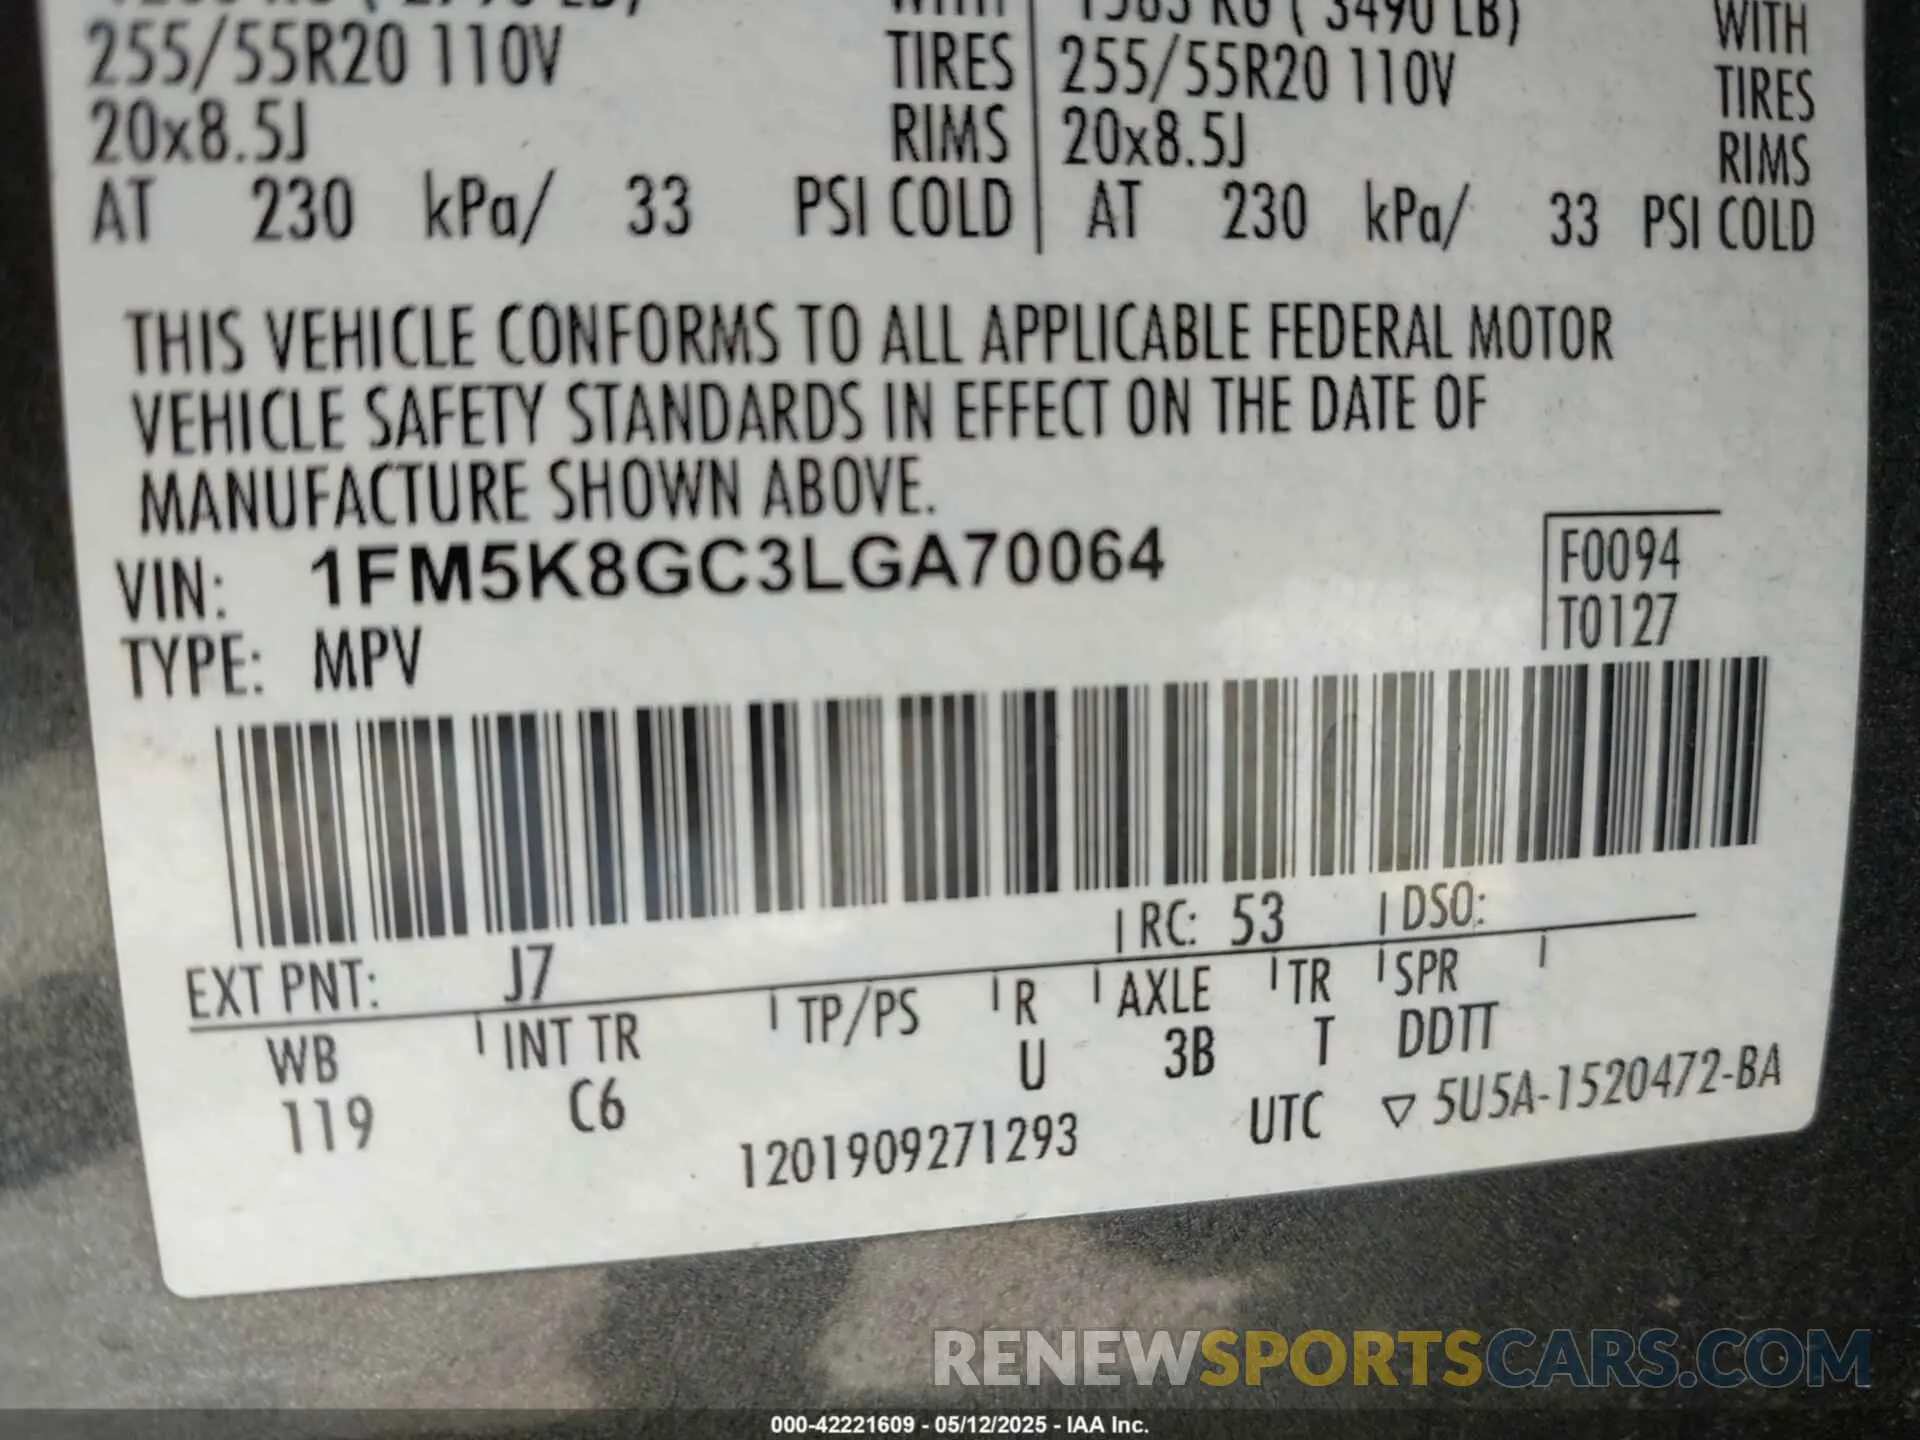 255/55R20 110V TIRES 255/55R20 110V WITH TIRES
20x8.5J RIMS 20x8.5J RIMS
AT 230 kPa/ 33 PSI COLD AT 230 kPa/ 33 PSI COLD
THIS VEHICLE CONFORMS TO ALL APPLICABLE FEDERAL MOTOR
VEHICLE SAFETY STANDARDS IN EFFECT ON THE DATE OF
MANUFACTURE SHOWN ABOVE.
VIN: 1FM5K8GC3LGA70064 F0094
TYPE: MPV T0127
EXT PNT: J7 RC: 53 DSO:
WB INT TR TP/PS R AXLE TR SPR
119 C6 U 3B T DDTT
1201909271293 UTC ▽ 5U5A-1520472-BA
RENEWSPORTSCARS.COM
000-42221609 - 05/12/2025 - IAA Inc.